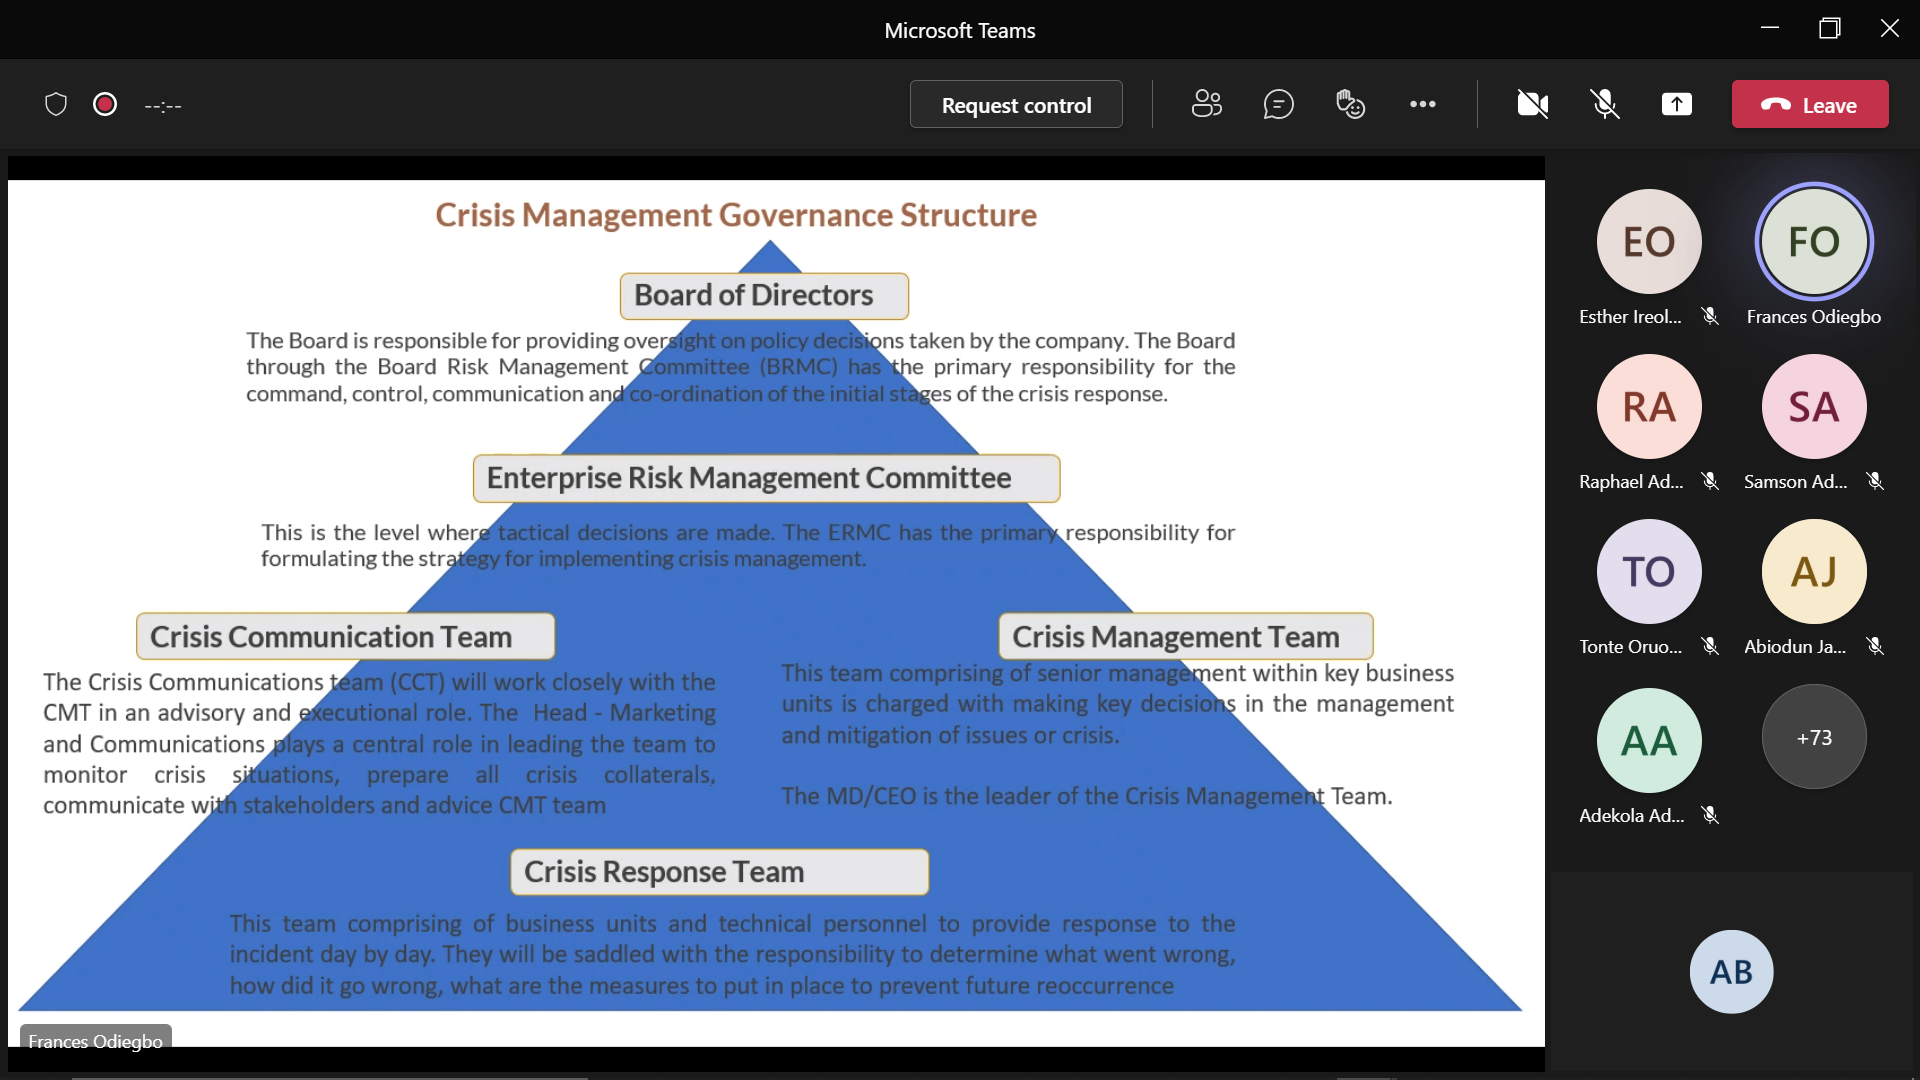 Microsoft Teams
--:--
Request control
Leave
Crisis Management Governance Structure
Board of Directors
The Board is responsible for providing oversight on policy decisions taken by the company. The Board
through the Board Risk Management Committee (BRMC) has the primary responsibility for the
command, control, communication and co-ordination of the initial stages of the crisis response.
Enterprise Risk Management Committee
This is the level where tactical decisions are made. The ERMC has the primary responsibility for
formulating the strategy for implementing crisis management.
Crisis Communication Team
The Crisis Communications team (CCT) will work closely with the
CMT in an advisory and executional role. The Head - Marketing
and Communications plays a central role in leading the team to
monitor crisis situations, prepare all crisis collaterals,
communicate with stakeholders and advice CMT team
Crisis Management Team
This team comprising of senior management within key business
units is charged with making key decisions in the management
and mitigation of issues or crisis.
The MD/CEO is the leader of the Crisis Management Team.
Crisis Response Team
This team comprising of business units and technical personnel to provide response to the
incident day by day. They will be saddled with the responsibility to determine what went wrong,
how did it go wrong, what are the measures to put in place to prevent future reoccurrence
Frances Odiegbo
EO
Esther Ireol...
FO
Frances Odiegbo
RA
Raphael Ad...
SA
Samson Ad...
TO
Tonte Oruo...
AJ
Abiodun Ja...
AA
Adekola Ad...
+73
AB